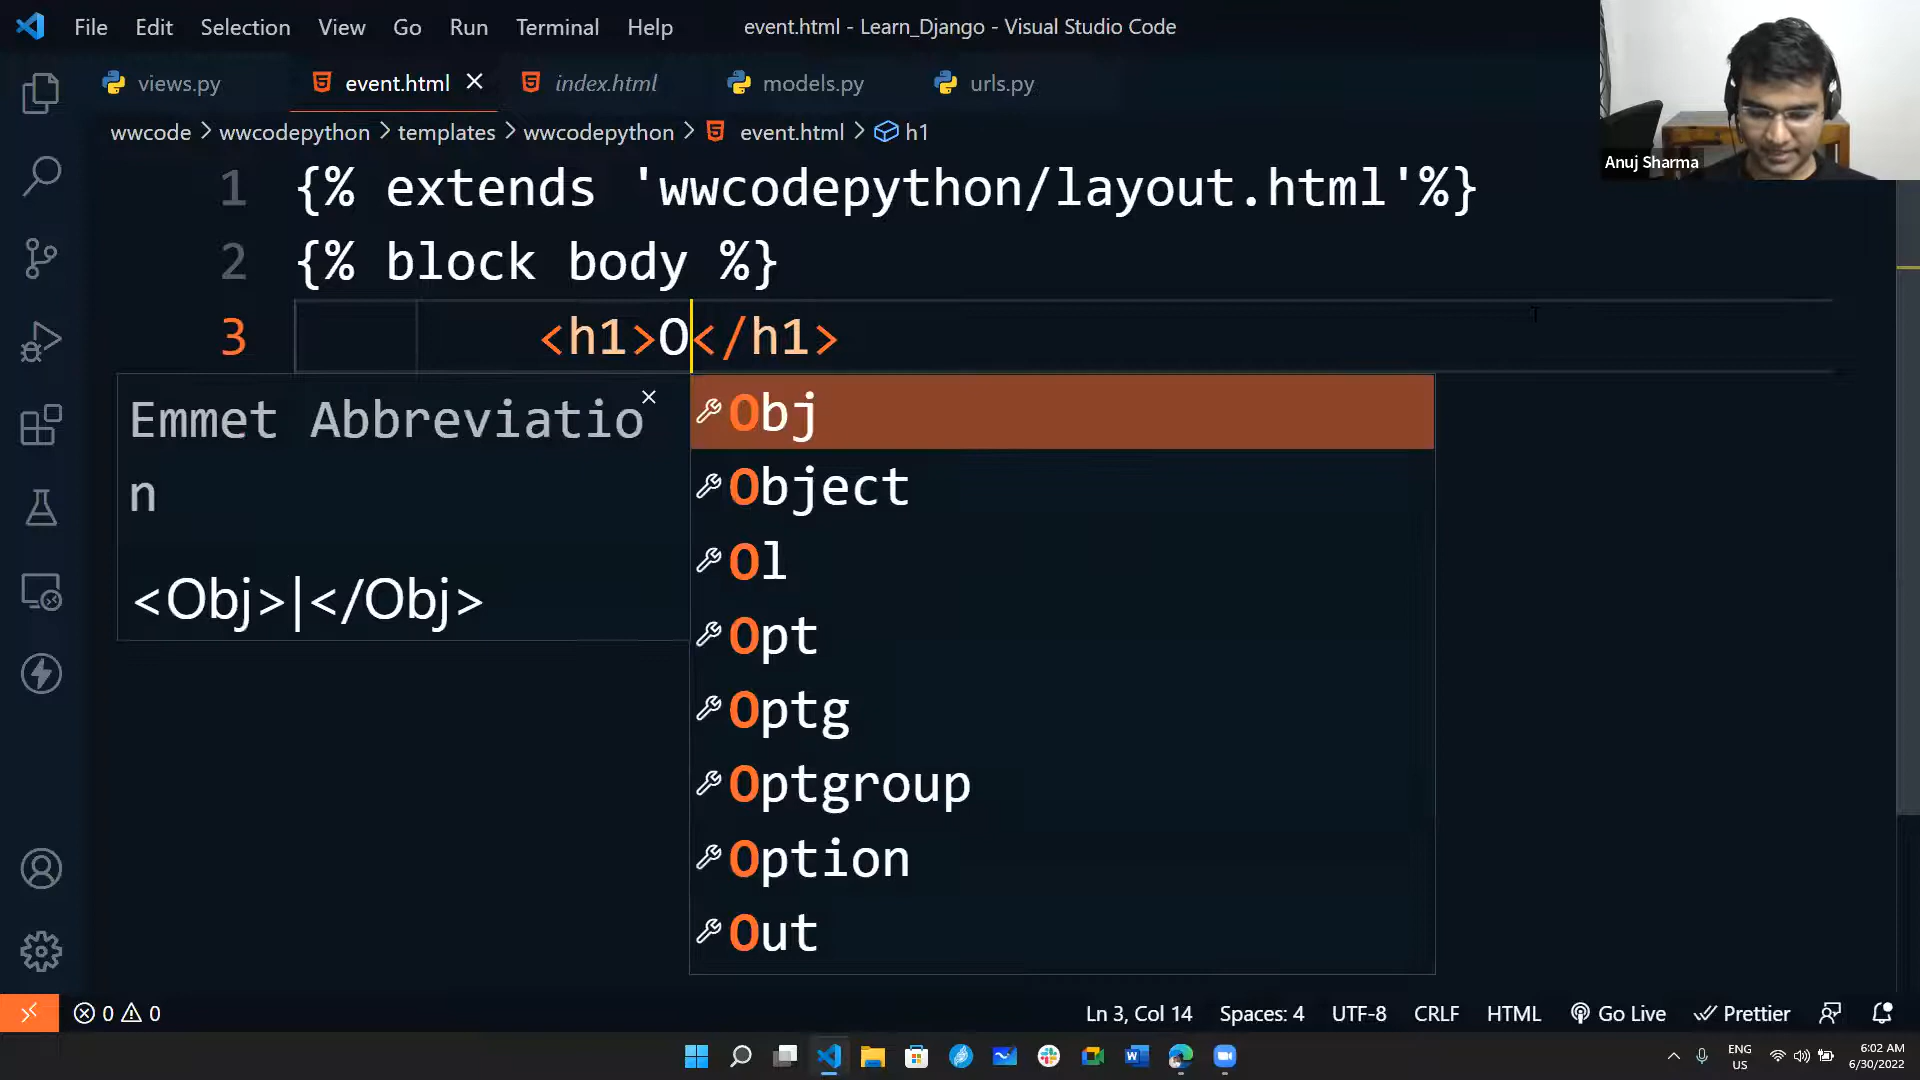 File Edit Selection View Go Run Terminal Help event.html - Learn_Django - Visual Studio Code
views.py event.html index.html models.py urls.py
wwcode > wwcodepython > templates > wwcodepython > event.html > h1
Anuj Sharma
1 {% extends 'wwcodepython/layout.html'%}
2 {% block body %}
3 <h1>O</h1>
Emmet Abbreviatio
n
<Obj>|</Obj>
Obj
Object
Ol
Opt
Optg
Optgroup
Option
Out
0 0 Ln 3, Col 14 Spaces: 4 UTF-8 CRLF HTML Go Live Prettier
ENG
US
6:02 AM
6/30/2022